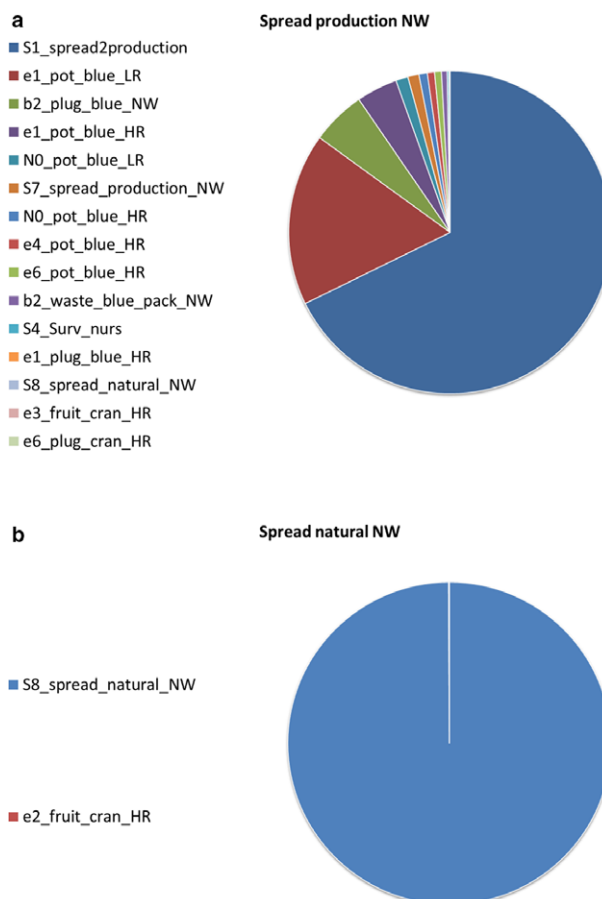 a
Spread production NW
S1_spread2production
e1_pot_blue_LR
b2_plug_blue_NW
e1_pot_blue_HR
N0_pot_blue_LR
S7_spread_production_NW
N0_pot_blue_HR
e4_pot_blue_HR
e6_pot_blue_HR
b2_waste_blue_pack_NW
S4_Surv_nurs
e1_plug_blue_HR
S8_spread_natural_NW
e3_fruit_cran_HR
e6_plug_cran_HR
b
Spread natural NW
S8_spread_natural_NW
e2_fruit_cran_HR